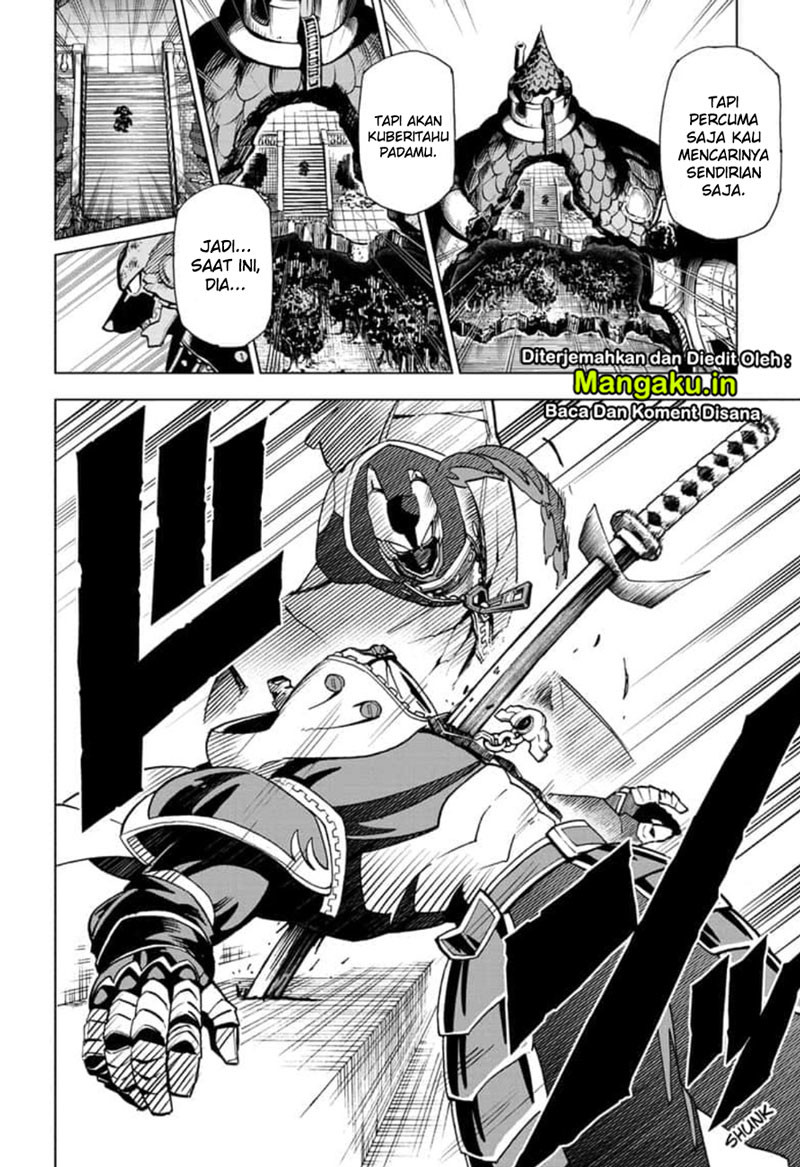 TAPI
PERCUMA
SAJA KAU
MENCARINYA
SENDIRIAN
SAJA.
TAPI AKAN
KUBERITAHU
PADAMU.
JADI...
SAAT INI,
DIA...
Diterjemahkan dan Diedit Oleh :
Mangaku.in
Baca Dan Koment Disana
SHUNK